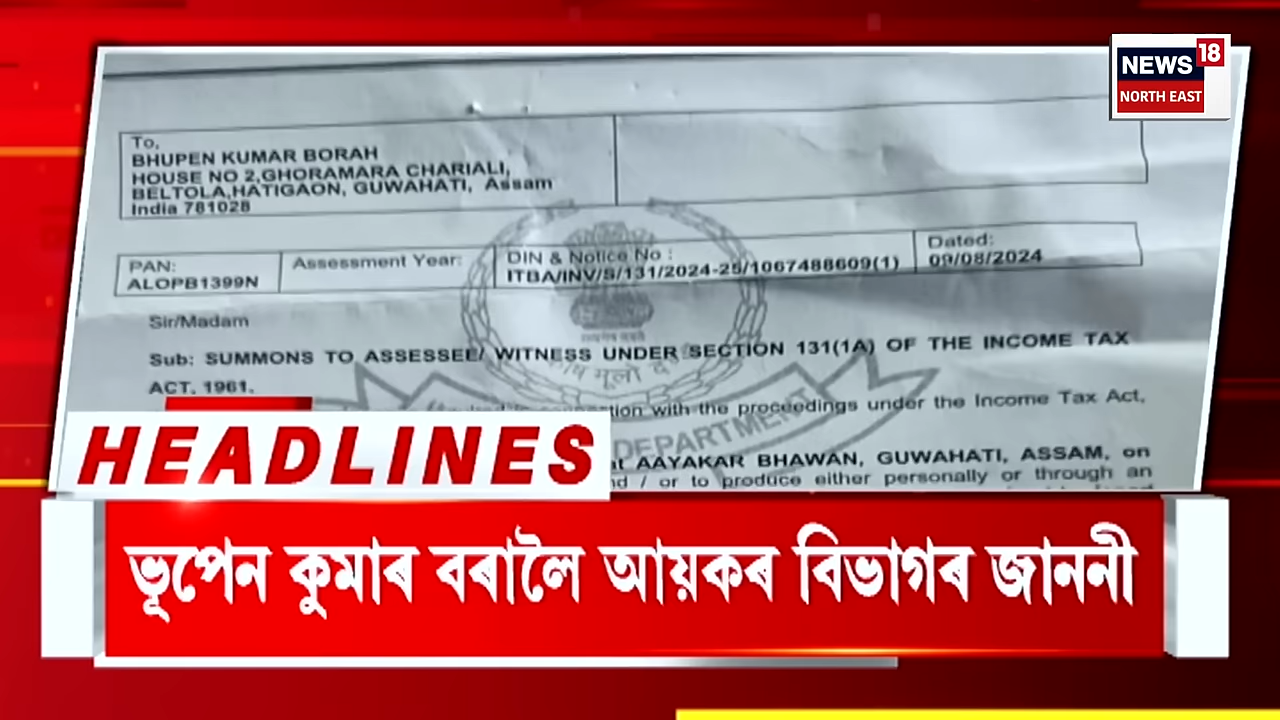 NEWS 18
NORTH EAST
To,
BHUPEN KUMAR BORAH
HOUSE NO 2,GHORAMARA CHARIALI,
BELTOLA,HATIGAON, GUWAHATI, Assam
India 781028
PAN:
ALOPB1399N
Assessment Year:
DIN & Notice No :
ITBA/INV/S/131/2024-25/1067488609(1)
Dated:
09/08/2024
Sir/Madam
Sub: SUMMONS TO ASSESSEE/ WITNESS UNDER SECTION 131(1A) OF THE INCOME TAX
ACT, 1961.
with the proceedings under the Income Tax Act,
DEPARTMENT
AAYAKAR BHAWAN, GUWAHATI, ASSAM, on
/ or to produce either personally or through an
HEADLINES
ভূপেন কুমাৰ বৰালৈ আয়কৰ বিভাগৰ জাননী